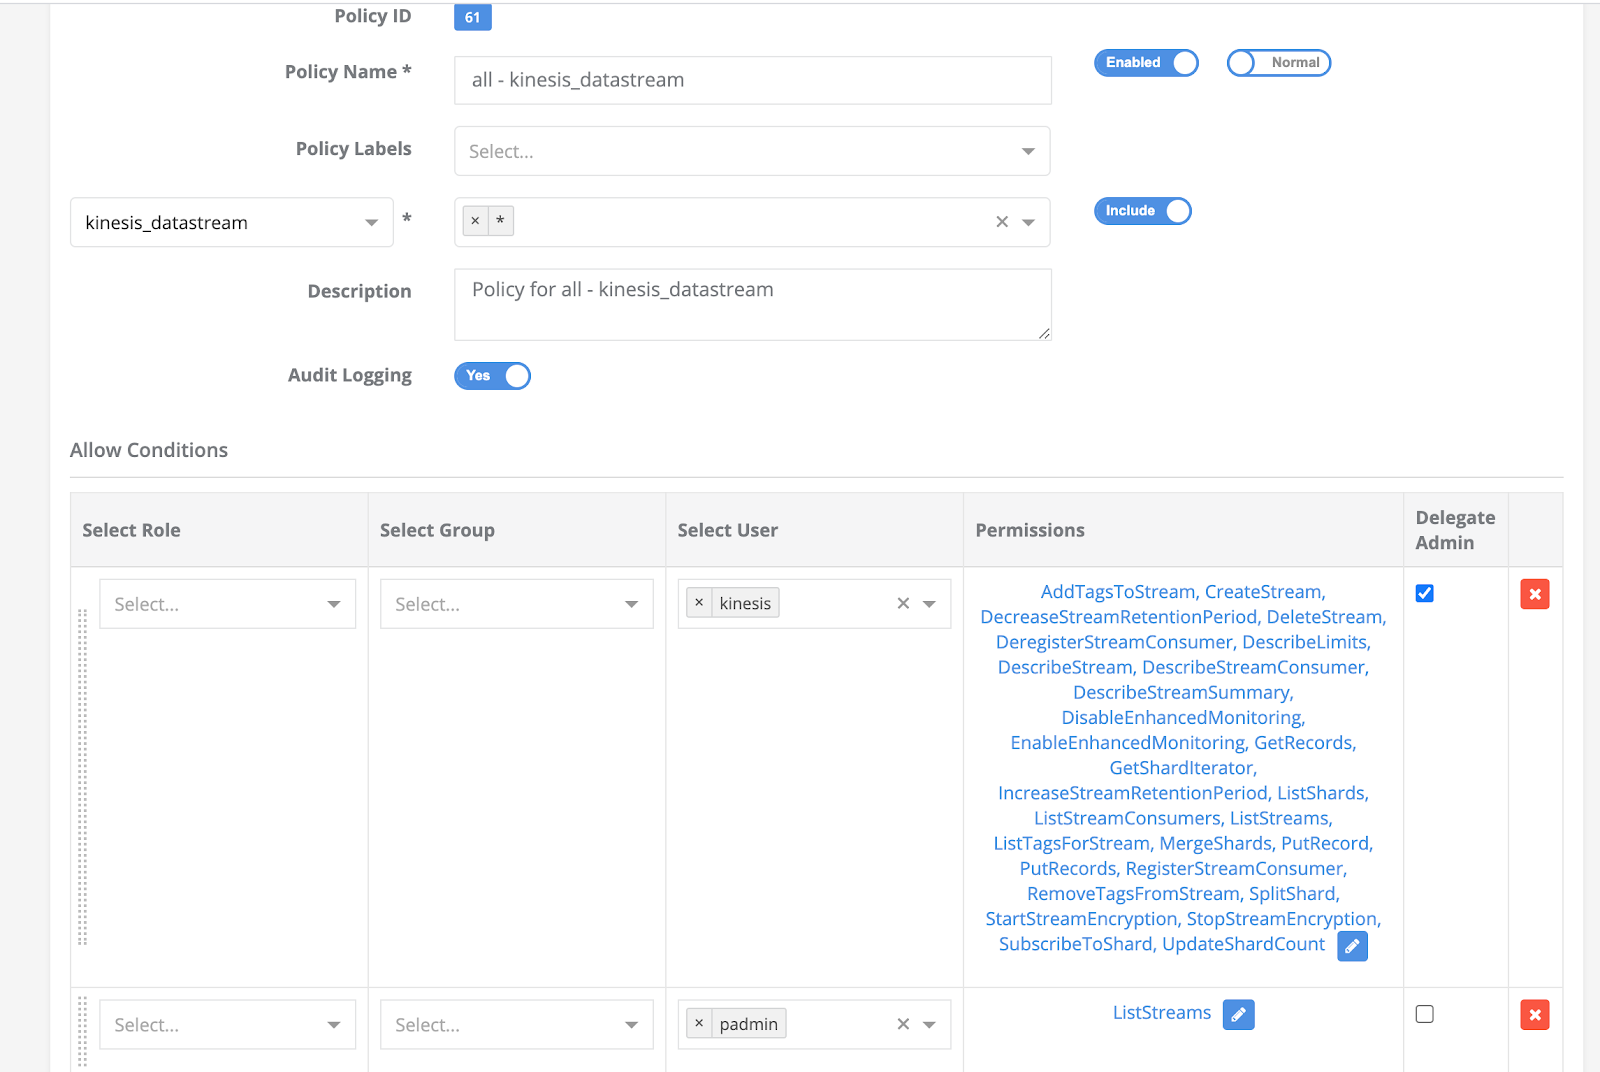 Policy ID 61
Policy Name * all - kinesis_datastream Enabled Normal
Policy Labels Select...
kinesis_datastream * × * × Include
Description Policy for all - kinesis_datastream
Audit Logging Yes
Allow Conditions
Select Role Select Group Select User Permissions Delegate Admin
Select... Select... × kinesis ×
AddTagsToStream, CreateStream,
DecreaseStreamRetentionPeriod, DeleteStream,
DeregisterStreamConsumer, DescribeLimits,
DescribeStream, DescribeStreamConsumer,
DescribeStreamSummary,
DisableEnhancedMonitoring,
EnableEnhancedMonitoring, GetRecords,
GetShardIterator,
IncreaseStreamRetentionPeriod, ListShards,
ListStreamConsumers, ListStreams,
ListTagsForStream, MergeShards, PutRecord,
PutRecords, RegisterStreamConsumer,
RemoveTagsFromStream, SplitShard,
StartStreamEncryption, StopStreamEncryption,
SubscribeToShard, UpdateShardCount
Select... Select... × padmin × ListStreams